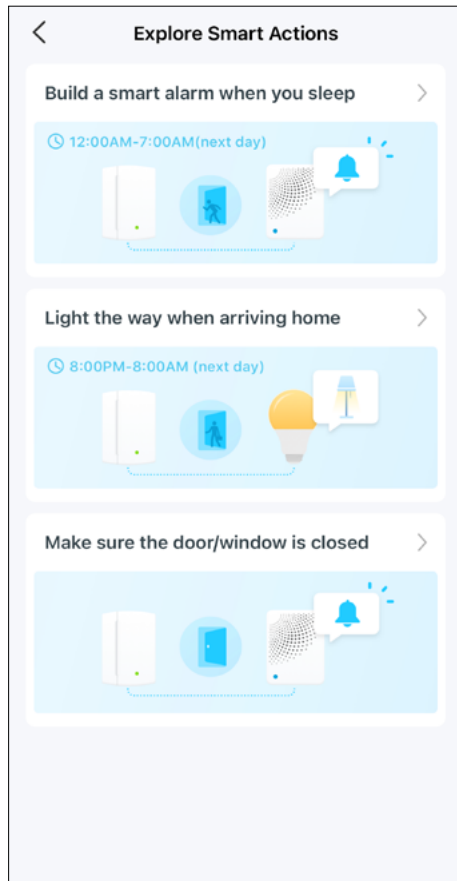 Explore Smart Actions
Build a smart alarm when you sleep
12:00AM-7:00AM(next day)
Light the way when arriving home
8:00PM-8:00AM (next day)
Make sure the door/window is closed